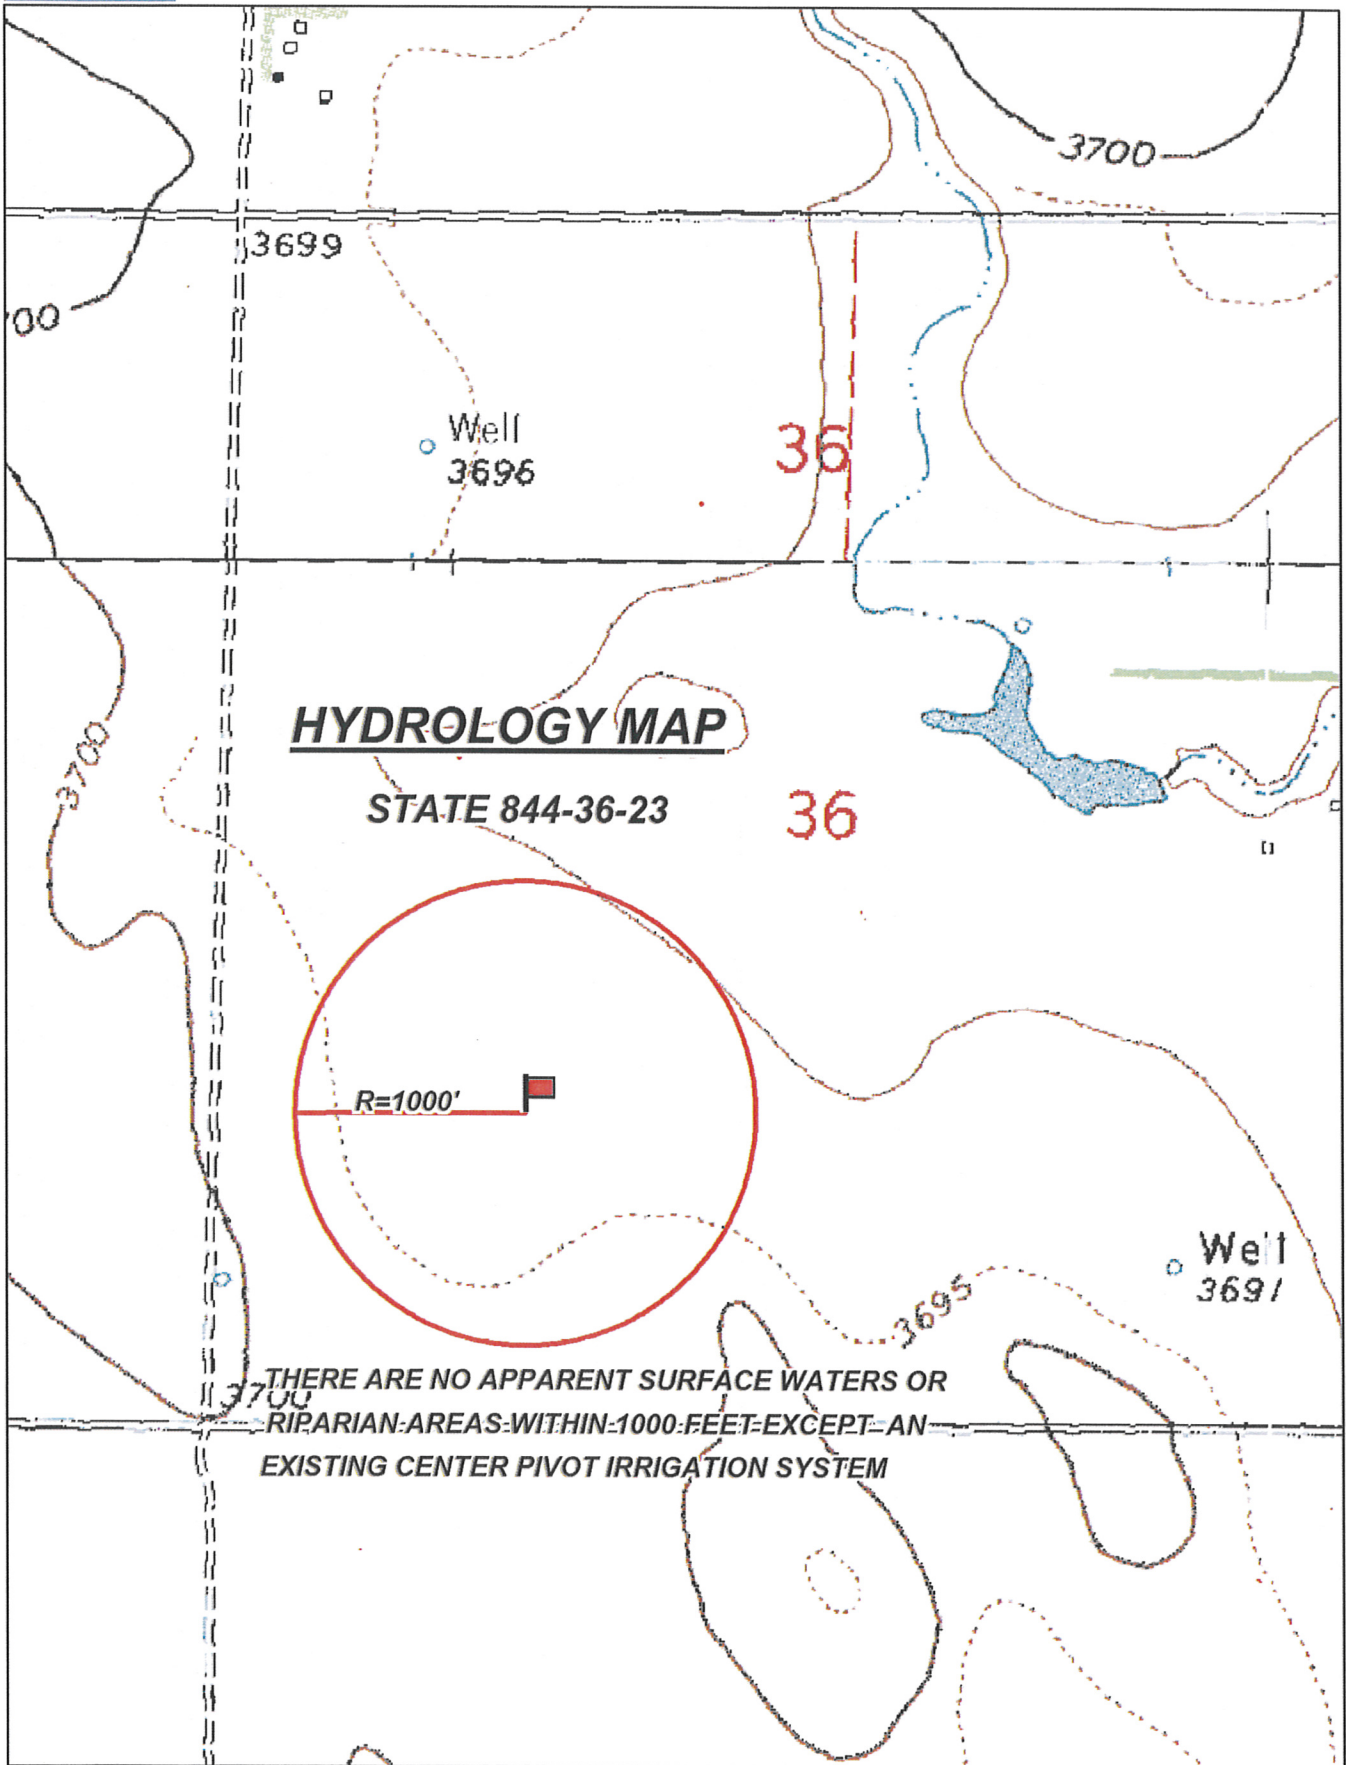 3700
3699
00
Well
3696
36
HYDROLOGY MAP
3700
STATE 844-36-23
36
R=1000'
Well
3691
3695
3700
THERE ARE NO APPARENT SURFACE WATERS OR
RIPARIAN AREAS WITHIN 1000 FEET EXCEPT AN
EXISTING CENTER PIVOT IRRIGATION SYSTEM